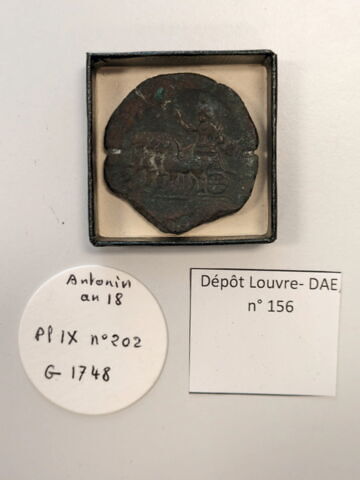 Antonin
an 18
Pl IX n°202
G 1748
Dépôt Louvre- DAE
n° 156